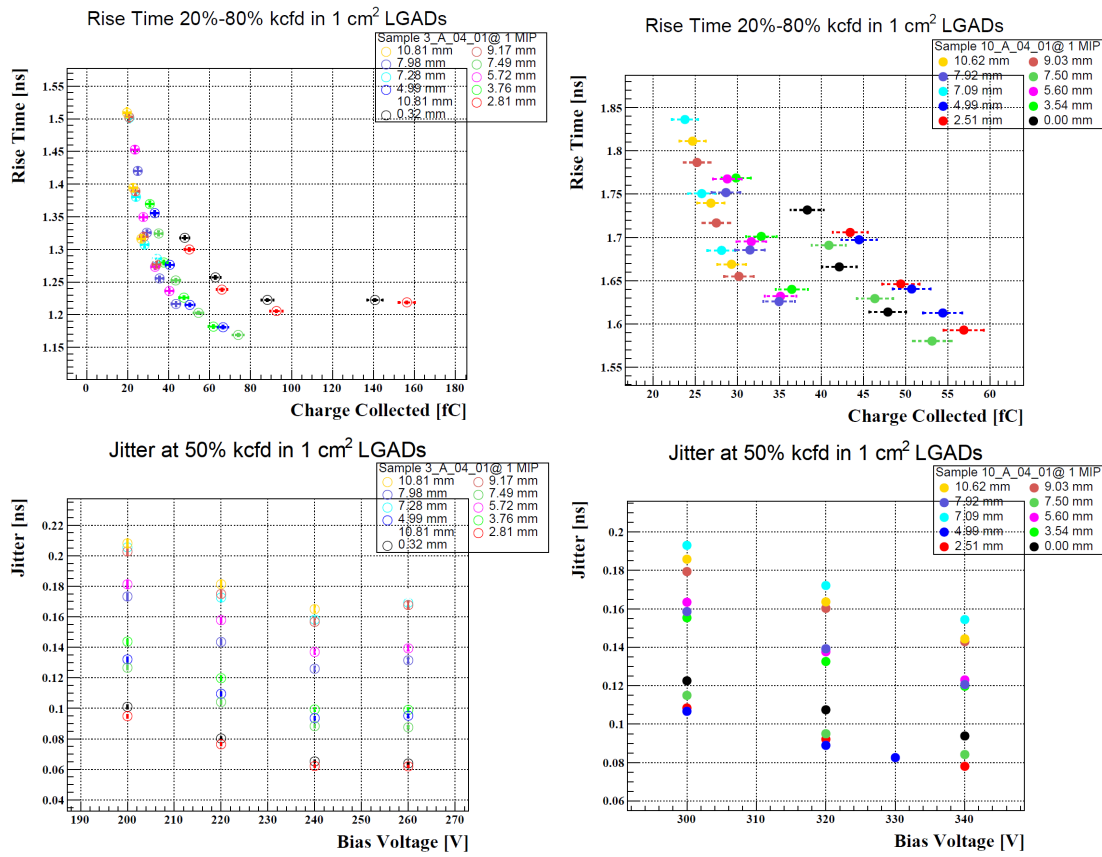 Rise Time 20%-80% kcfd in 1 cm² LGADs
Sample 3_A_04_01@ 1 MIP
10.81 mm 9.17 mm
7.98 mm 7.49 mm
7.28 mm 5.72 mm
4.99 mm 3.76 mm
10.81 mm 2.81 mm
0.32 mm
Rise Time [ns]
1.55
1.5
1.45
1.4
1.35
1.3
1.25
1.2
1.15
0 20 40 60 80 100 120 140 160 180
Charge Collected [fC]
Rise Time 20%-80% kcfd in 1 cm² LGADs
Sample 10_A_04_01@ 1 MIP
10.62 mm 9.03 mm
7.92 mm 7.50 mm
7.09 mm 5.60 mm
4.99 mm 3.54 mm
2.51 mm 0.00 mm
Rise Time [ns]
1.85
1.8
1.75
1.7
1.65
1.6
1.55
20 25 30 35 40 45 50 55 60
Charge Collected [fC]
Jitter at 50% kcfd in 1 cm² LGADs
Sample 3_A_04_01@ 1 MIP
10.81 mm 9.17 mm
7.98 mm 7.49 mm
7.28 mm 5.72 mm
4.99 mm 3.76 mm
10.81 mm 2.81 mm
0.32 mm
Jitter [ns]
0.22
0.2
0.18
0.16
0.14
0.12
0.1
0.08
0.06
0.04
190 200 210 220 230 240 250 260 270
Bias Voltage [V]
Jitter at 50% kcfd in 1 cm² LGADs
Sample 10_A_04_01@ 1 MIP
10.62 mm 9.03 mm
7.92 mm 7.50 mm
7.09 mm 5.60 mm
4.99 mm 3.54 mm
2.51 mm 0.00 mm
Jitter [ns]
0.2
0.18
0.16
0.14
0.12
0.1
0.08
0.06
300 310 320 330 340
Bias Voltage [V]